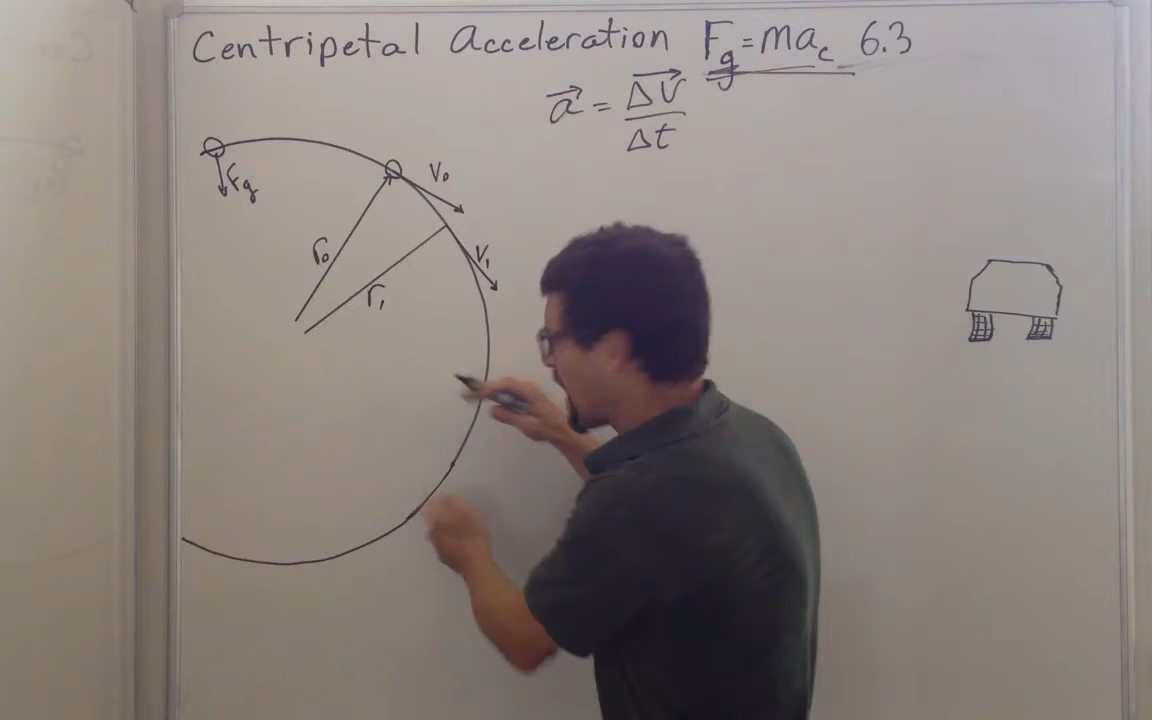 Centripetal Acceleration Fg=mac 6.3
a = Δv
Δt
v₀
Fg
r₀
v₁
r₁